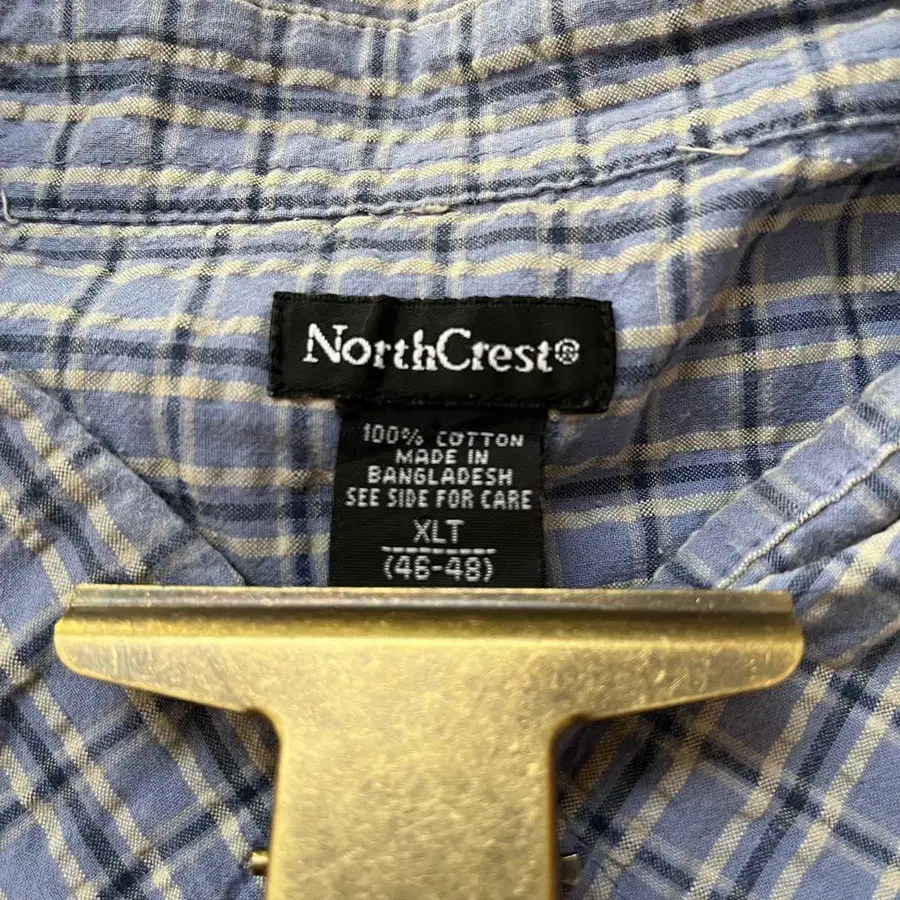 NorthCrest®
100% COTTON
MADE IN
BANGLADESH
SEE SIDE FOR CARE
XLT
(46-48)